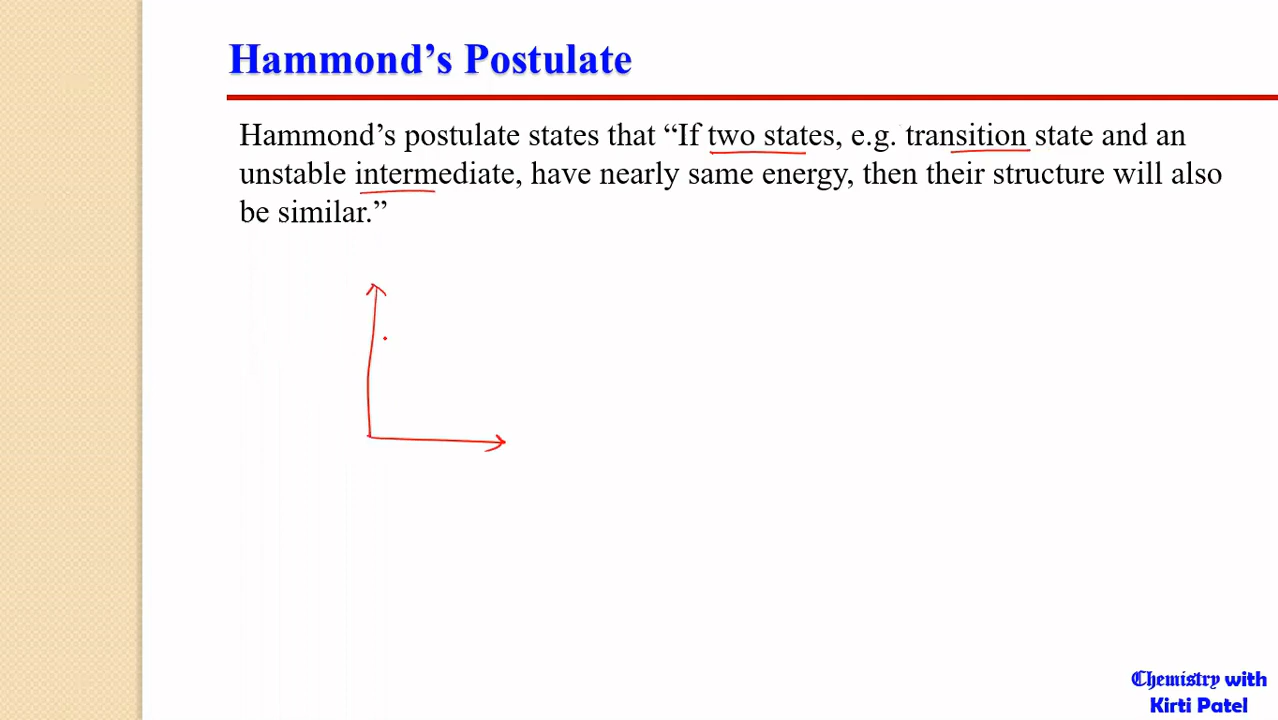 Hammond’s Postulate
Hammond’s postulate states that “If two states, e.g. transition state and an
unstable intermediate, have nearly same energy, then their structure will also
be similar.”
Chemistry with
Kirti Patel